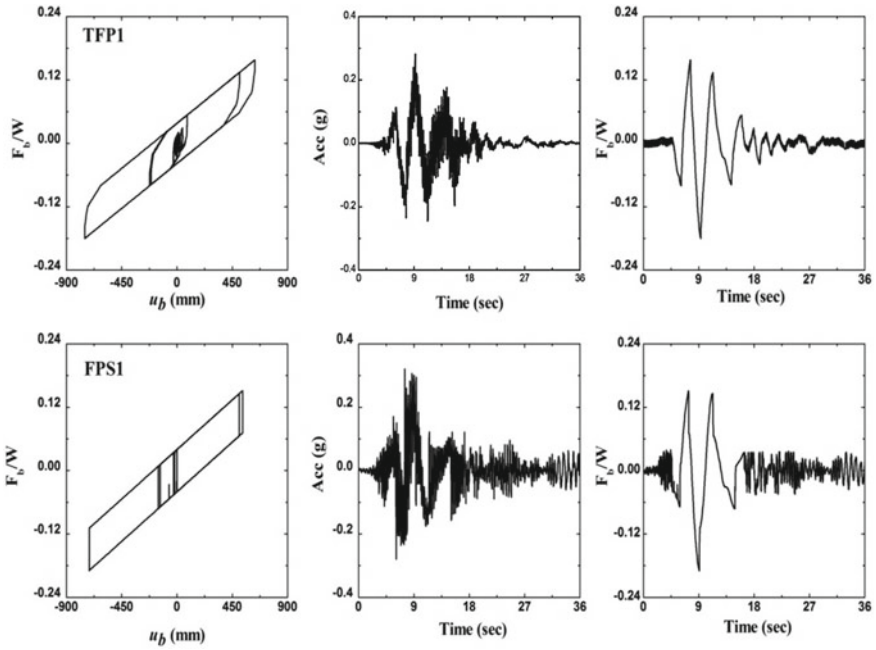 0.24
0.12
0.00
-0.12
-0.24
F_b/W
TFP1
-900 -450 0 450 900
u_b (mm)
0.4
0.2
0.0
-0.2
-0.4
Acc (g)
0 9 18 27 36
Time (sec)
0.24
0.12
0.00
-0.12
-0.24
F_b/W
0 9 18 27 36
Time (sec)
0.24
0.12
0.00
-0.12
-0.24
F_b/W
FPS1
-900 -450 0 450 900
u_b (mm)
0.4
0.2
0.0
-0.2
-0.4
Acc (g)
0 9 18 27 36
Time (sec)
0.24
0.12
0.00
-0.12
-0.24
F_b/W
0 9 18 27 36
Time (sec)